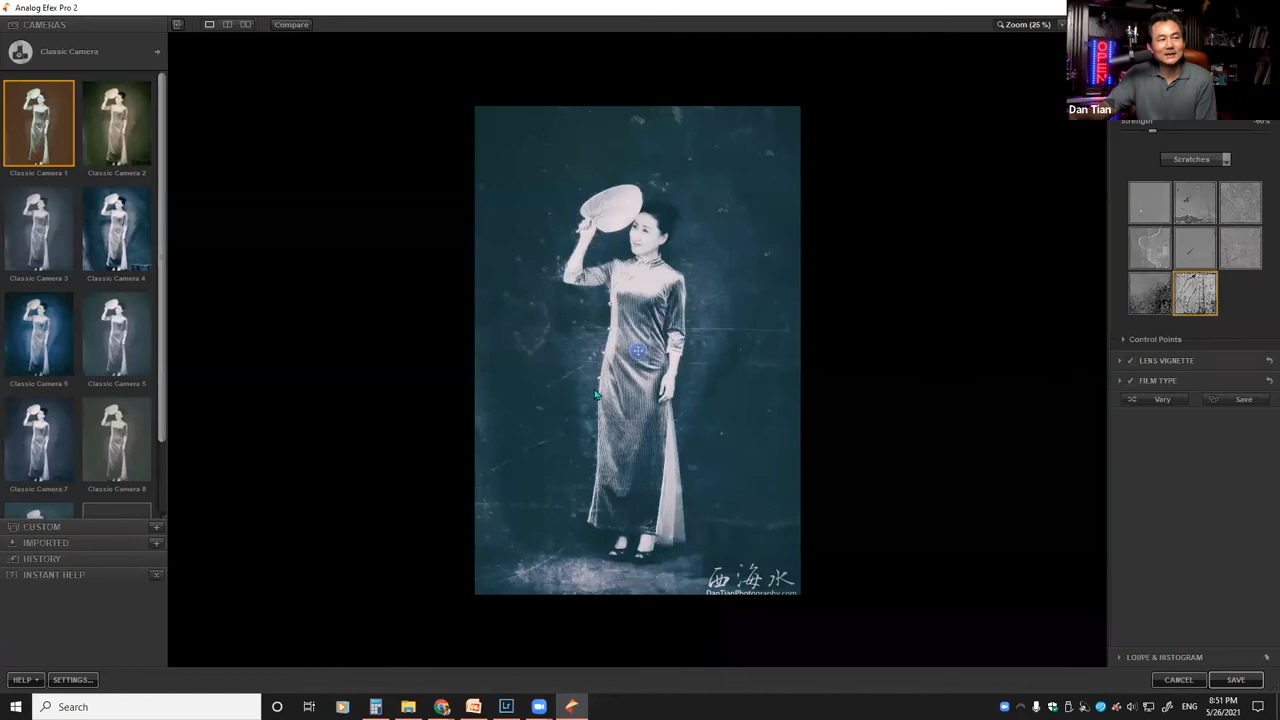 Analog Efex Pro 2
CAMERAS
Compare
Zoom (25 %)
Classic Camera
Classic Camera 1
Classic Camera 2
Classic Camera 3
Classic Camera 4
Classic Camera 6
Classic Camera 5
Classic Camera 7
Classic Camera 8
CUSTOM
IMPORTED
HISTORY
[?] INSTANT HELP
HELP
SETTINGS...
西海水
DanTianPhotography.com
OPEN
Dan Tian
Strength
Scratches
Control Points
LENS VIGNETTE
FILM TYPE
Vary
Save
LOUPE & HISTOGRAM
CANCEL
SAVE
Search
ENG
8:51 PM
5/26/2021